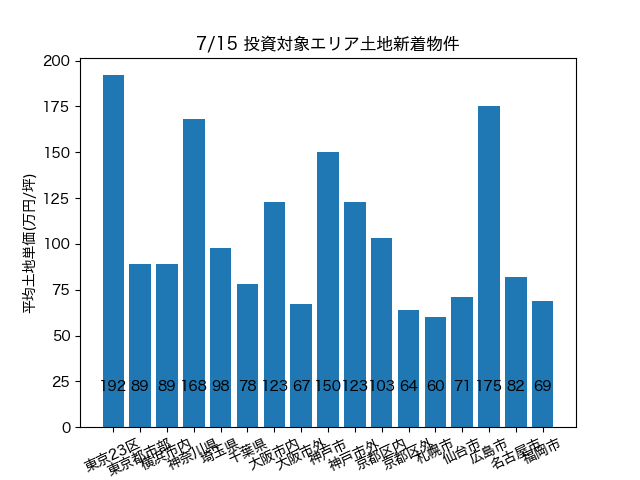 7/15 投資対象エリア土地新着物件
平均土地単価(万円/坪)
200
175
150
125
100
75
50
25
0
192 89 89 168 98 78 123 67 150 123 103 64 60 71 175 82 69
東京23区
東京都市部
横浜市内
神奈川県
埼玉県
千葉県
大阪市内
大阪市外
神戸市
神戸市外
京都区内
京都区外
札幌市
仙台市
広島市
名古屋市
福岡市